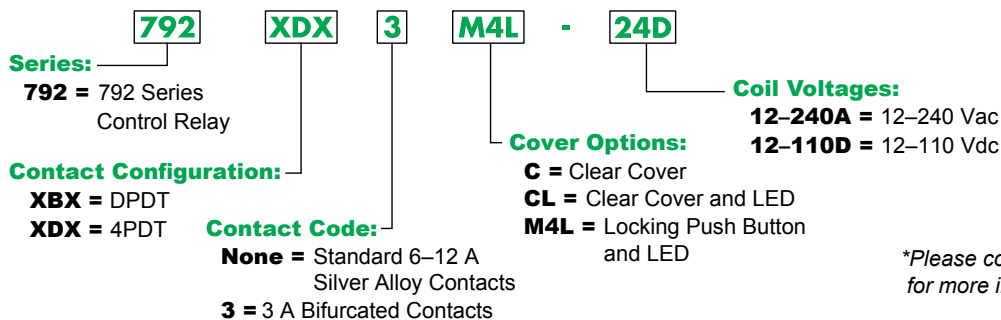 792 XDX 3 M4L - 24D
Series:
792 = 792 Series
Control Relay
Contact Configuration:
XBX = DPDT
XDX = 4PDT
Contact Code:
None = Standard 6–12 A
Silver Alloy Contacts
3 = 3 A Bifurcated Contacts
Cover Options:
C = Clear Cover
CL = Clear Cover and LED
M4L = Locking Push Button
and LED
Coil Voltages:
12–240A = 12–240 Vac
12–110D = 12–110 Vdc
*Please
for more